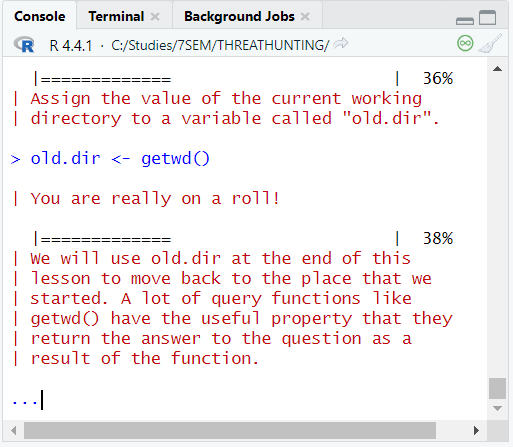 Console Terminal × Background Jobs ×
R R 4.4.1 · C:/Studies/7SEM/THREATHUNTING/
|============= | 36%
| Assign the value of the current working
| directory to a variable called "old.dir".
> old.dir <- getwd()
| You are really on a roll!
|============= | 38%
| We will use old.dir at the end of this
| lesson to move back to the place that we
| started. A lot of query functions like
| getwd() have the useful property that they
| return the answer to the question as a
| result of the function.
...